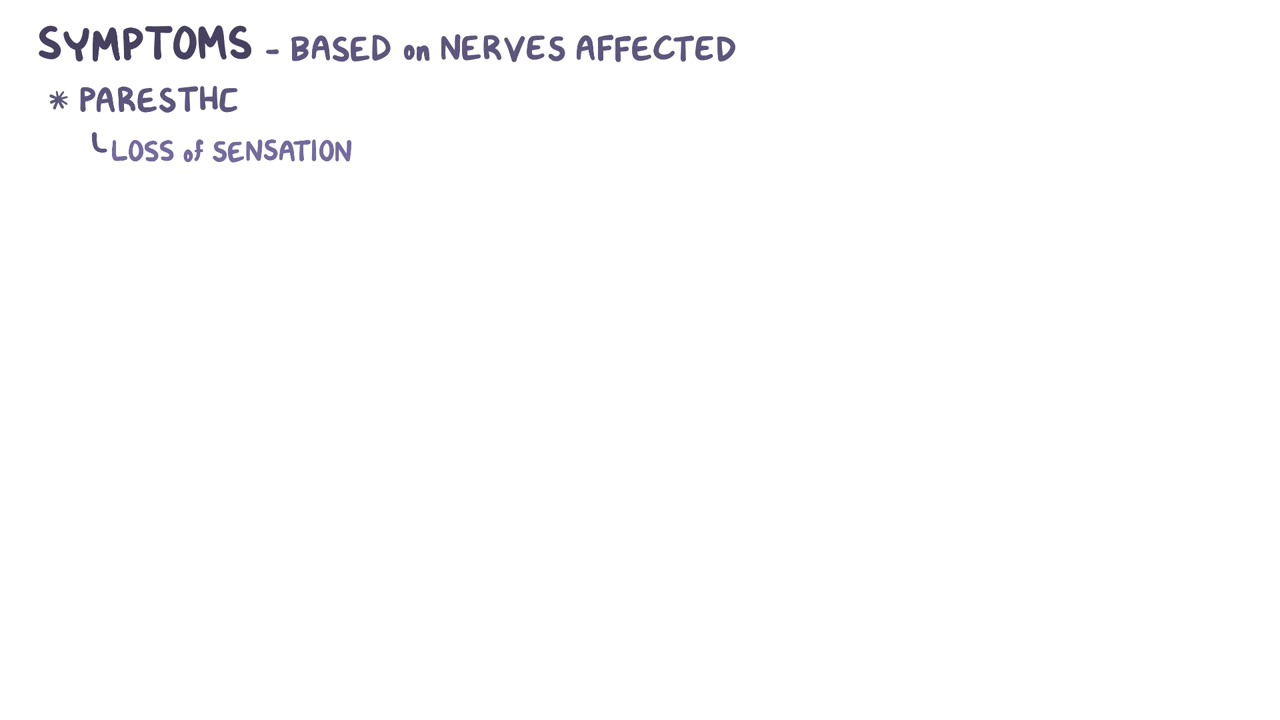 SYMPTOMS - BASED on NERVES AFFECTED
* PARESTHC
LOSS of SENSATION